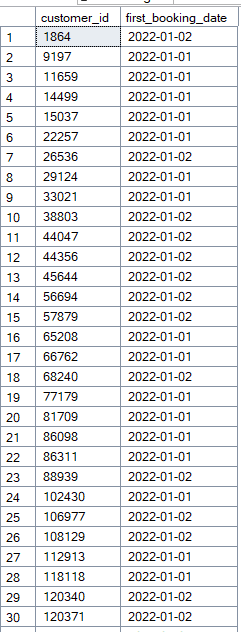 customer_id first_booking_date
1 1864 2022-01-02
2 9197 2022-01-01
3 11659 2022-01-01
4 14499 2022-01-01
5 15037 2022-01-01
6 22257 2022-01-01
7 26536 2022-01-02
8 29124 2022-01-01
9 33021 2022-01-01
10 38803 2022-01-02
11 44047 2022-01-02
12 44356 2022-01-02
13 45644 2022-01-02
14 56694 2022-01-02
15 57879 2022-01-02
16 65208 2022-01-01
17 66762 2022-01-01
18 68240 2022-01-02
19 77179 2022-01-01
20 81709 2022-01-01
21 86098 2022-01-01
22 86311 2022-01-01
23 88939 2022-01-02
24 102430 2022-01-01
25 106977 2022-01-02
26 108129 2022-01-02
27 112913 2022-01-01
28 118118 2022-01-01
29 120340 2022-01-02
30 120371 2022-01-02